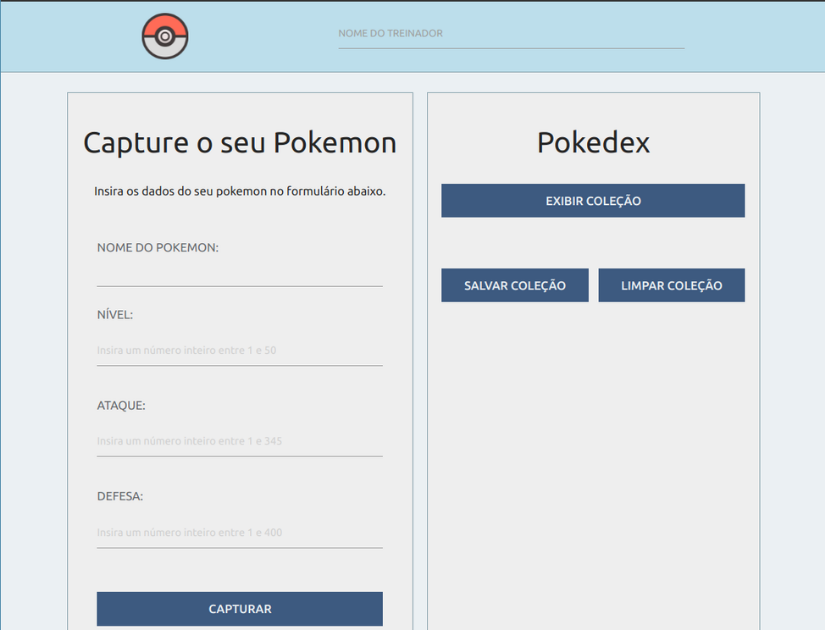 NOME DO TREINADOR
Capture o seu Pokemon
Insira os dados do seu pokemon no formulário abaixo.
NOME DO POKEMON:
NÍVEL:
Insira um número inteiro entre 1 e 50
ATAQUE:
Insira um número inteiro entre 1 e 345
DEFESA:
Insira um número inteiro entre 1 e 400
CAPTURAR
Pokedex
EXIBIR COLEÇÃO
SALVAR COLEÇÃO
LIMPAR COLEÇÃO